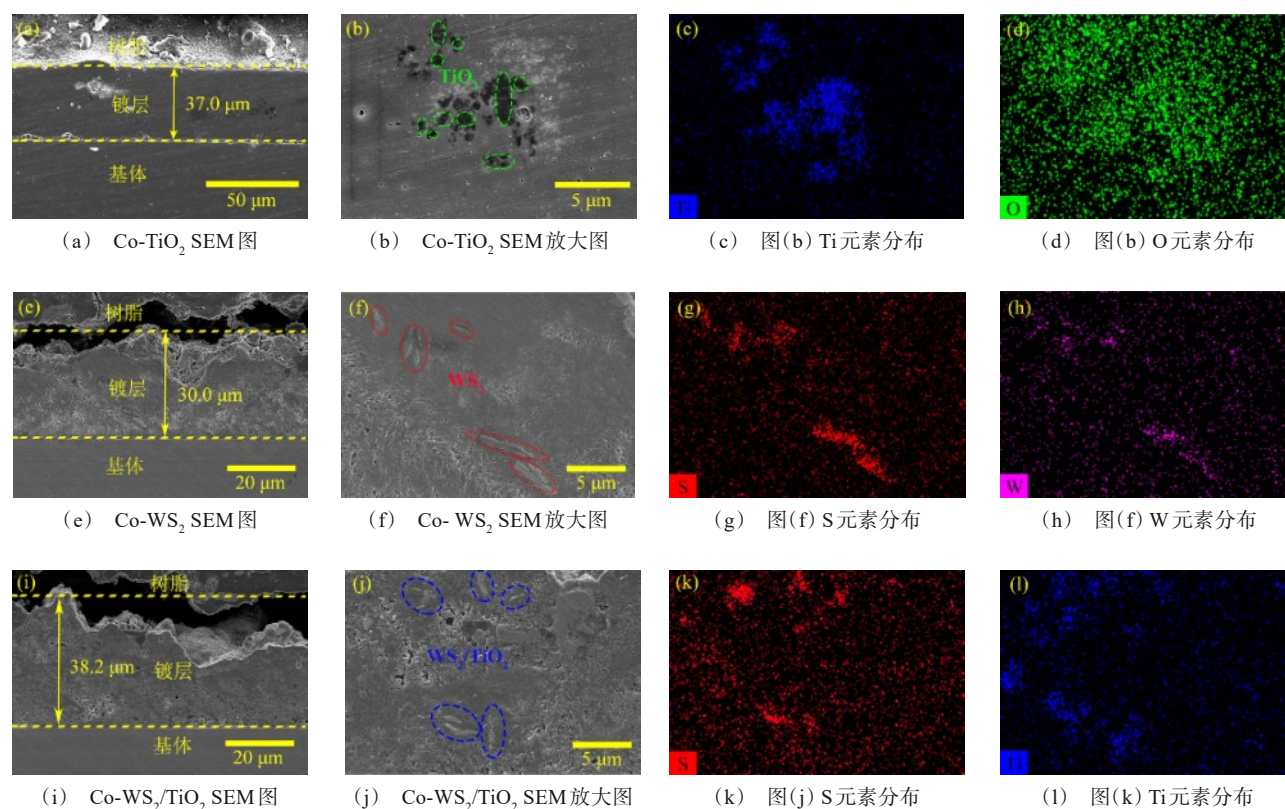 (a)
树脂
镀层
37.0 μm
基体
50 μm
(b)
TiO2
5 μm
(c)
Ti
(d)
O
(a) Co-TiO2 SEM图
(b) Co-TiO2 SEM放大图
(c) 图(b) Ti元素分布
(d) 图(b) O元素分布
(e)
树脂
镀层
30.0 μm
基体
20 μm
(f)
WS2
5 μm
(g)
S
(h)
W
(e) Co-WS2 SEM图
(f) Co- WS2 SEM放大图
(g) 图(f) S元素分布
(h) 图(f) W元素分布
(i)
树脂
38.2 μm
镀层
基体
20 μm
(j)
WS2/TiO2
5 μm
(k)
S
(l)
Ti
(i) Co-WS2/TiO2 SEM图
(j) Co-WS2/TiO2 SEM放大图
(k) 图(j) S元素分布
(l) 图(k) Ti元素分布